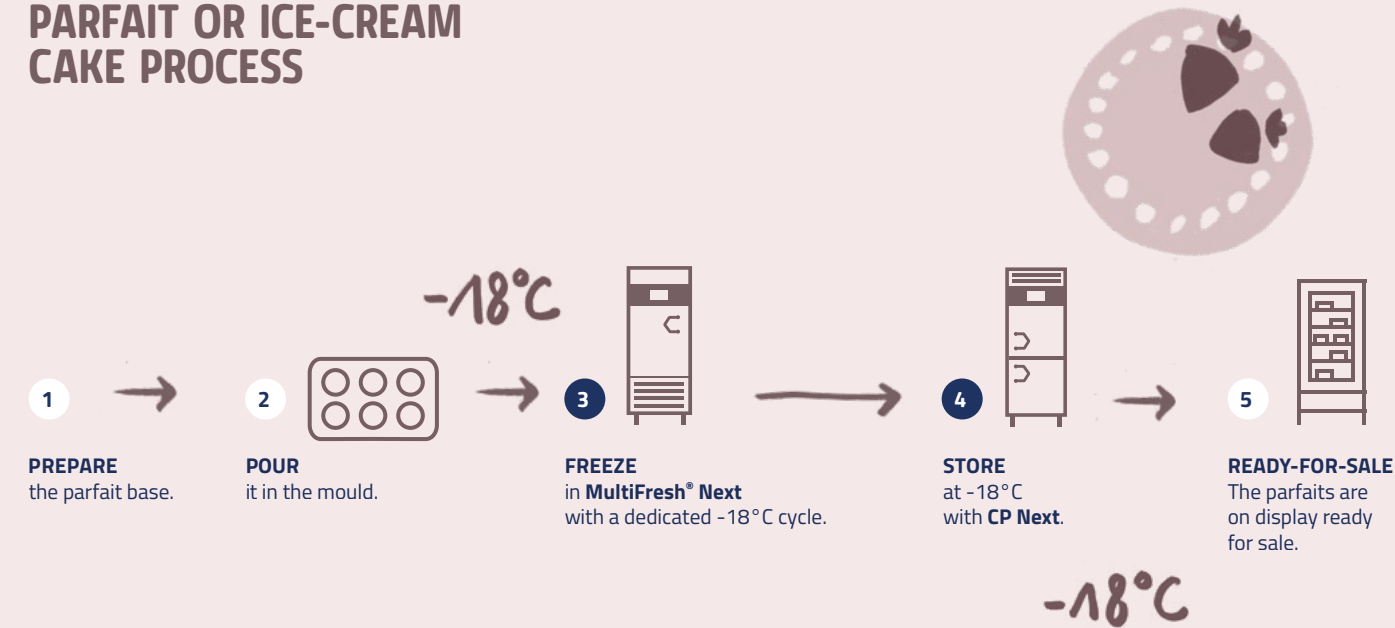 PARFAIT OR ICE-CREAM
CAKE PROCESS
-18°C
1
PREPARE
the parfait base.
2
POUR
it in the mould.
3
FREEZE
in MultiFresh® Next
with a dedicated -18°C cycle.
4
STORE
at -18°C
with CP Next.
5
READY-FOR-SALE
The parfaits are
on display ready
for sale.
-18°C